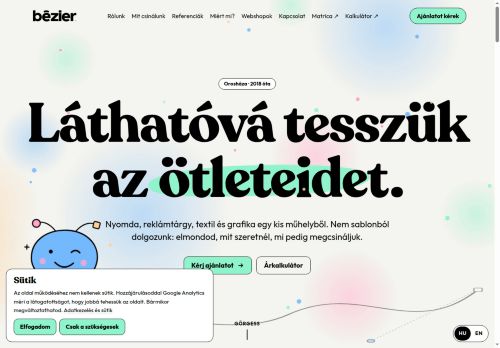 bēzier
Rólunk Mit csinálunk Referenciák Miért mi? Webshopok Kapcsolat Matrica ↗ Kalkulátor ↗ Ajánlatot kérek
Orosháza · 2018 óta
Láthatóvá tesszük
az ötleteidet.
Nyomda, reklámtárgy, textil és grafika egy kis műhelyből. Nem sablonból
dolgozunk: elmondod, mit szeretnél, mi pedig megcsináljuk.
Kérj ajánlatot → Árkalkulátor
Sütik
Az oldal működéséhez nem kellenek sütik. Hozzájárulásoddal Google Analytics
méri a látogatottságot, hogy jobbá tehessük az oldalt. Bármikor
megváltoztathatod. Adatkezelés és sütik
Elfogadom Csak a szükségesek
GÖRGESS
HU EN